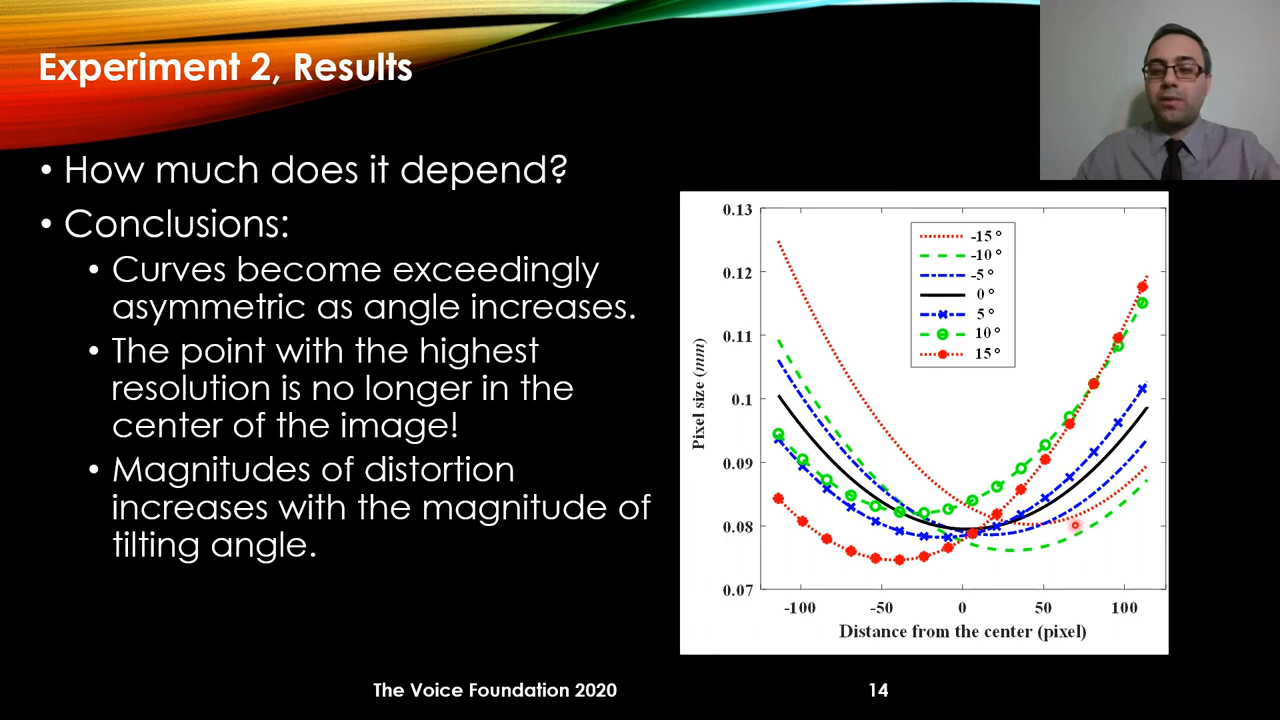 Experiment 2, Results
• How much does it depend?
• Conclusions:
• Curves become exceedingly
asymmetric as angle increases.
• The point with the highest
resolution is no longer in the
center of the image!
• Magnitudes of distortion
increases with the magnitude of
tilting angle.
0.13
0.12
0.11
0.1
0.09
0.08
0.07
Pixel size (mm)
-15°
-10°
-5°
0°
5°
10°
15°
-100 -50 0 50 100
Distance from the center (pixel)
The Voice Foundation 2020 14